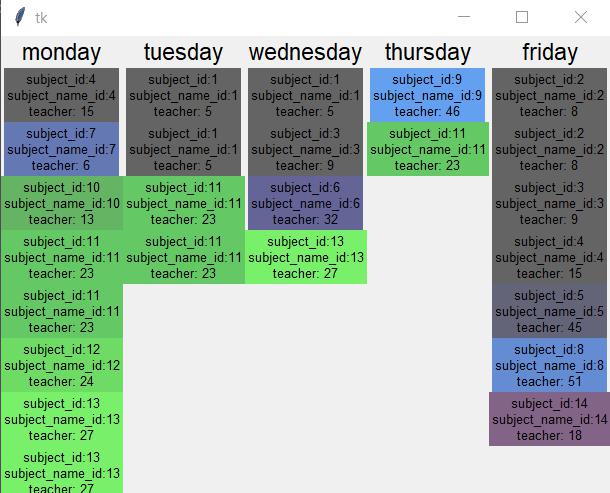 tk
monday
tuesday
wednesday
thursday
friday
subject_id:4
subject_name_id:4
teacher: 15
subject_id:7
subject_name_id:7
teacher: 6
subject_id:10
subject_name_id:10
teacher: 13
subject_id:11
subject_name_id:11
teacher: 23
subject_id:11
subject_name_id:11
teacher: 23
subject_id:12
subject_name_id:12
teacher: 24
subject_id:13
subject_name_id:13
teacher: 27
subject_id:13
subject_name_id:13
teacher: 27
subject_id:1
subject_name_id:1
teacher: 5
subject_id:1
subject_name_id:1
teacher: 5
subject_id:11
subject_name_id:11
teacher: 23
subject_id:11
subject_name_id:11
teacher: 23
subject_id:1
subject_name_id:1
teacher: 5
subject_id:3
subject_name_id:3
teacher: 9
subject_id:6
subject_name_id:6
teacher: 32
subject_id:13
subject_name_id:13
teacher: 27
subject_id:9
subject_name_id:9
teacher: 46
subject_id:11
subject_name_id:11
teacher: 23
subject_id:2
subject_name_id:2
teacher: 8
subject_id:2
subject_name_id:2
teacher: 8
subject_id:3
subject_name_id:3
teacher: 9
subject_id:4
subject_name_id:4
teacher: 15
subject_id:5
subject_name_id:5
teacher: 45
subject_id:8
subject_name_id:8
teacher: 51
subject_id:14
subject_name_id:14
teacher: 18